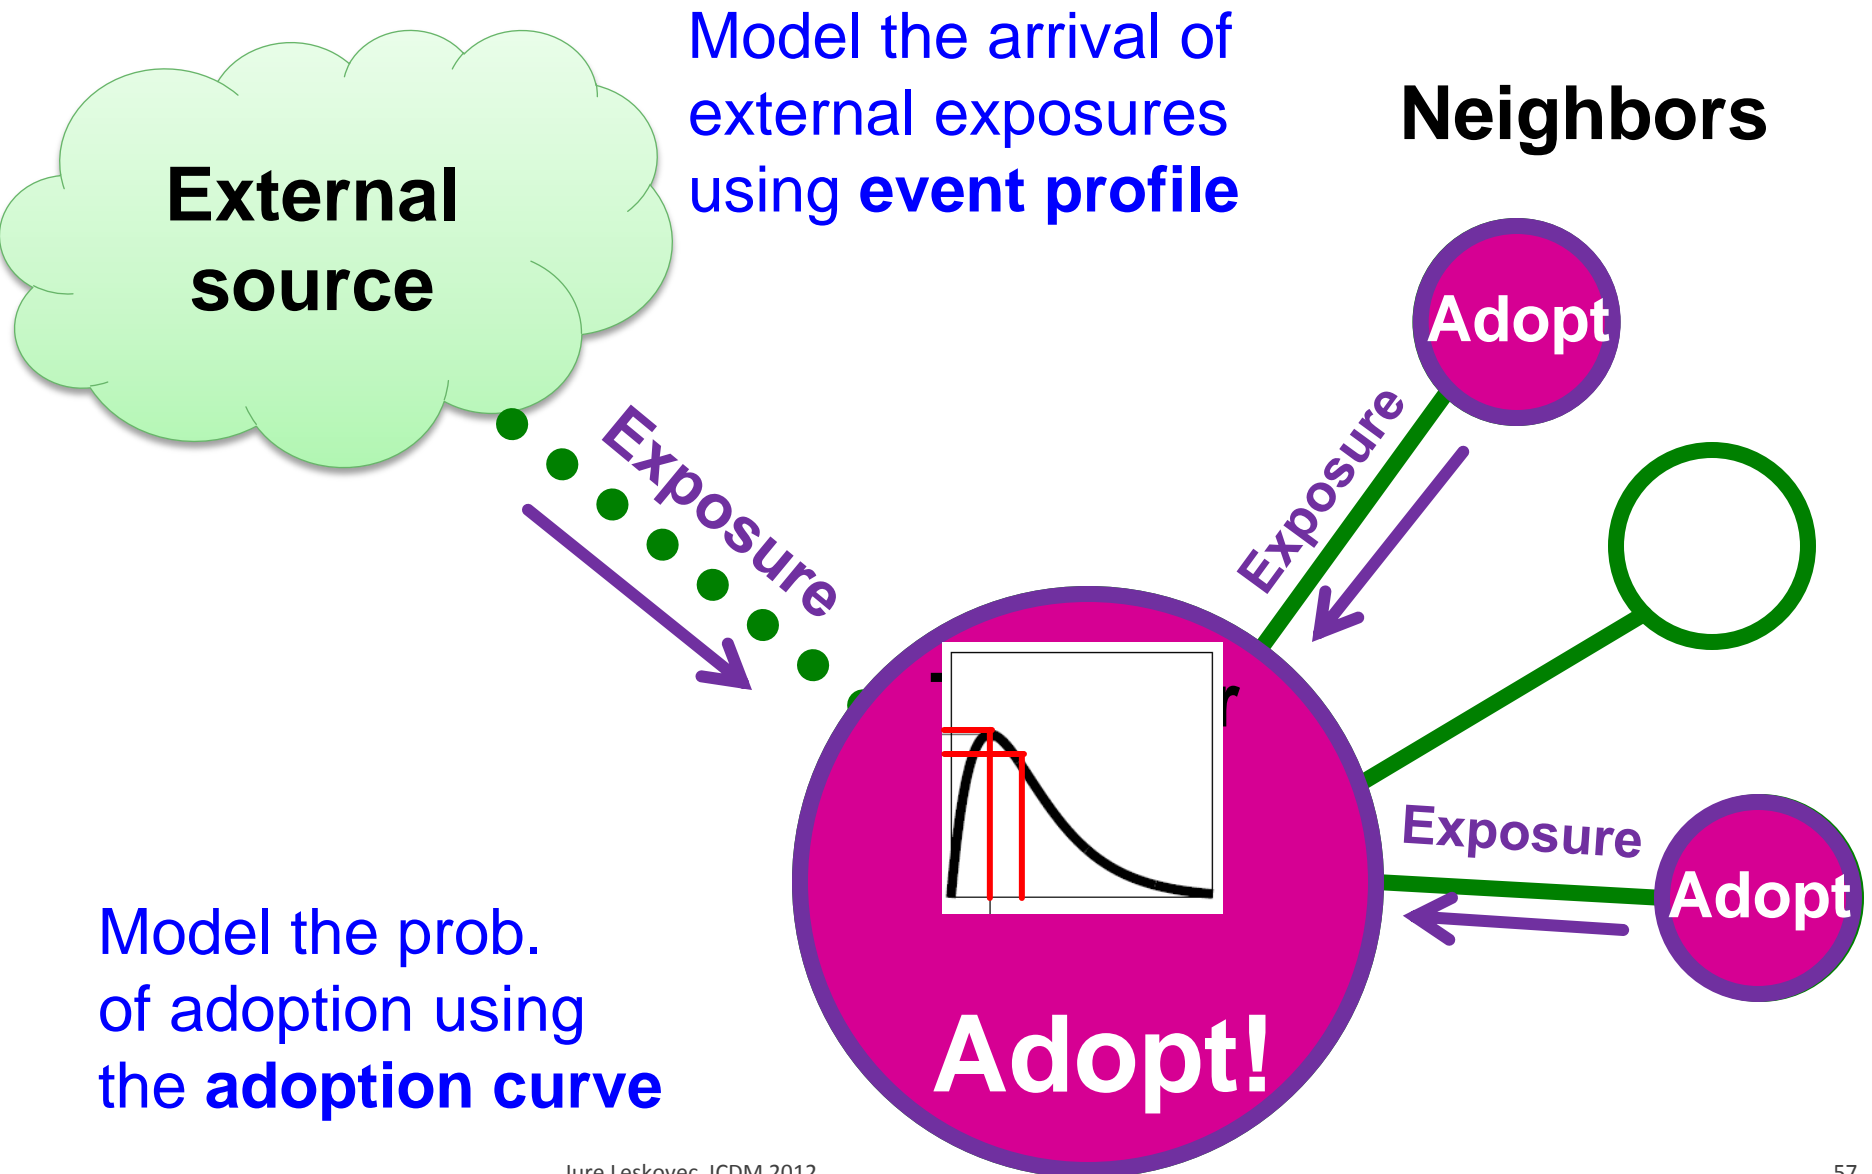 Model the arrival of
external exposures
using event profile
Neighbors
External
source
Adopt
Exposure
Exposure
Exposure
Adopt
Model the prob.
of adoption using
the adoption curve
Adopt!
Jure Leskovec, ICDM 2012
57